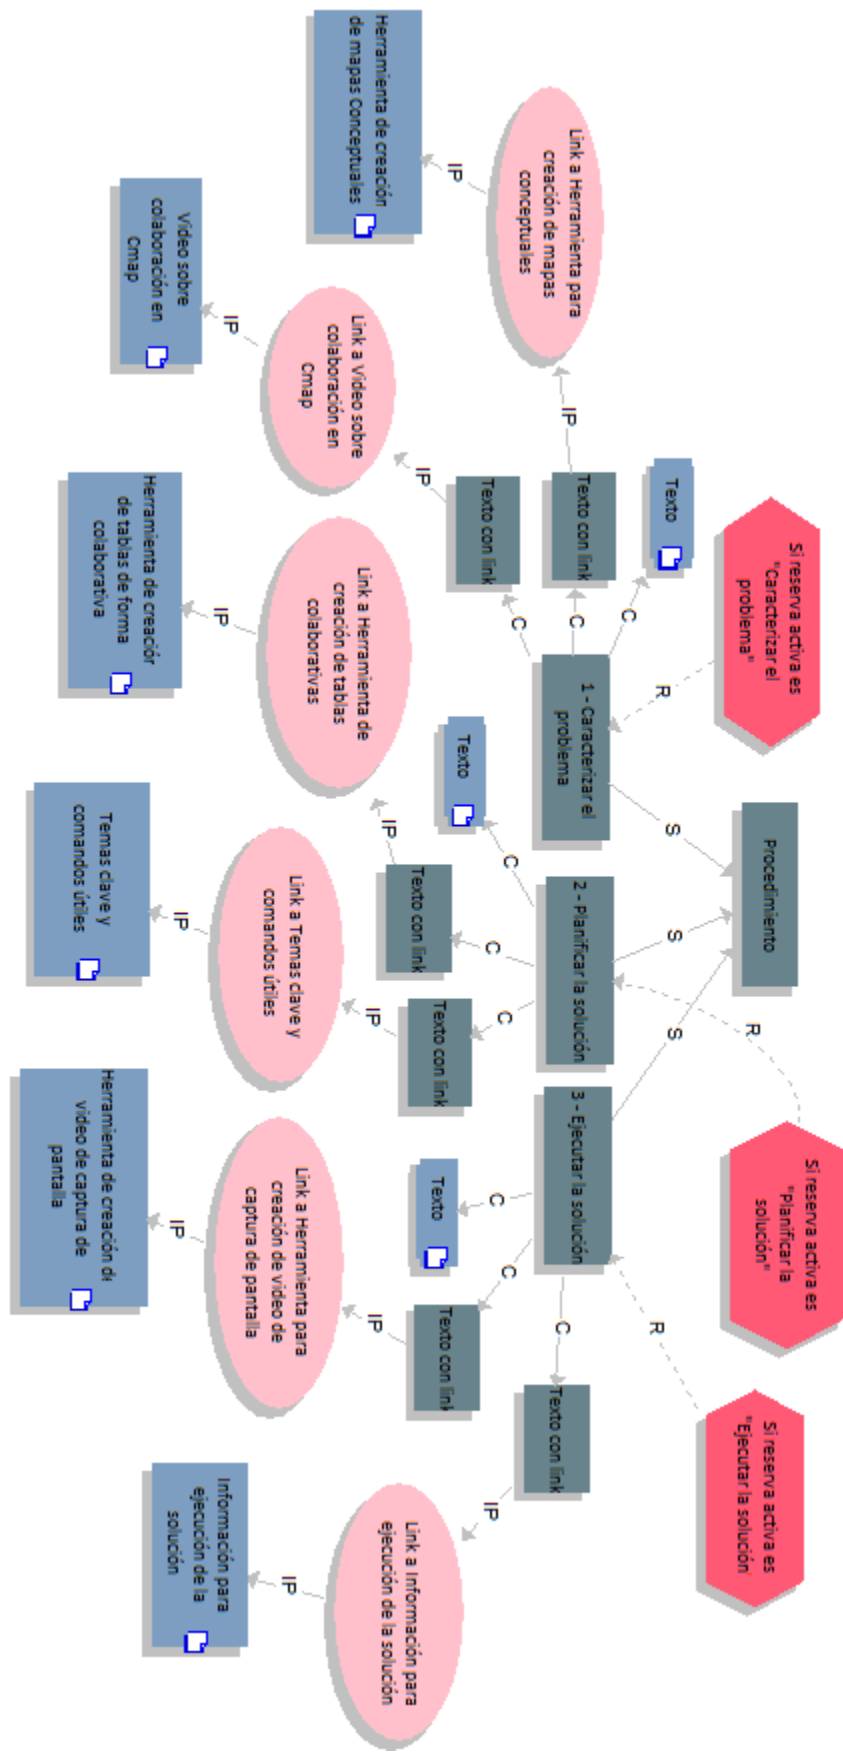 Si reserva activa es
"Caracterizar el
problema"
Procedimiento
Si reserva activa es
"Planificar la
solución"
Si reserva activa es
"Ejecutar la solución"
R
S
S
S
R
R
Texto
1 - Caracterizar el
problema
2 - Planificar la solución
3 - Ejecutar la solución
C
C
C
Texto con link
Texto con link
Texto
C
C
C
Texto con link
Texto con link
Texto
C
C
C
Texto con link
Texto con link
IP
IP
IP
IP
IP
IP
Link a Herramienta para
creación de mapas
conceptuales
Link a Video sobre
colaboración en
Cmap
Link a Herramienta de
creación de tablas
colaborativas
Link a Temas clave y
comandos útiles
Link a Herramienta para
creación de video de
captura de pantalla
Link a Información para
ejecución de la solución
IP
IP
IP
IP
IP
IP
Herramienta de creación
de mapas Conceptuales
Video sobre
colaboración en
Cmap
Herramienta de creación
de tablas de forma
colaborativa
Temas clave y
comandos útiles
Herramienta de creación de
video de captura de
pantalla
Información para
ejecución de la
solución